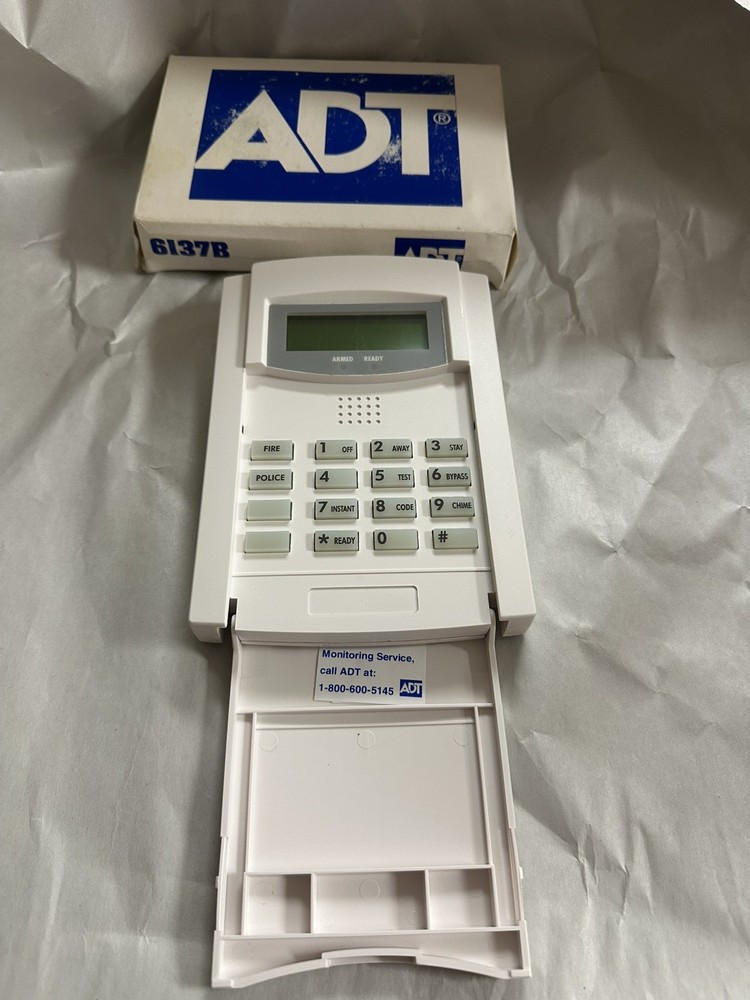 ADT®
6137B
ADT
ARMED READY
FIRE 1 OFF 2 AWAY 3 STAY
POLICE 4 5 TEST 6 BYPASS
7 INSTANT 8 CODE 9 CHIME
* READY 0 #
Monitoring Service,
call ADT at:
1-800-600-5145 ADT